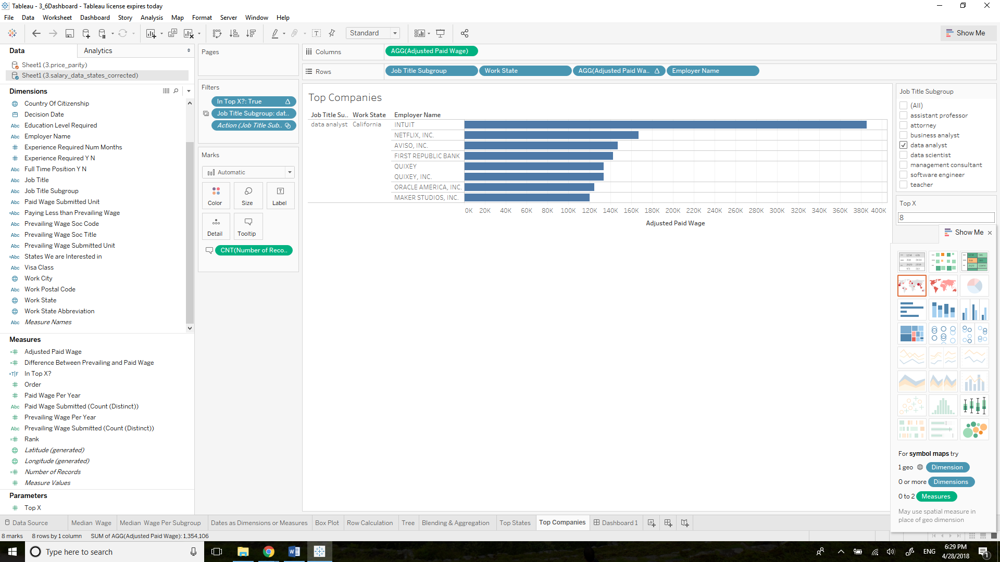 Tableau - 3_6Dashboard - Tableau license expires today
File Data Worksheet Dashboard Story Analysis Map Format Server Window Help
Standard
Show Me
Data
Analytics
Sheet1 (3.price_parity)
Sheet1 (3.salary_data_states_corrected)
Dimensions
Country Of Citizenship
Decision Date
Abc Education Level Required
Abc Employer Name
Experience Required Num Months
Experience Required Y N
Abc Full Time Position Y N
Abc Job Title
Abc Job Title Subgroup
Abc Paid Wage Submitted Unit
=Abc Paying Less than Prevailing Wage
Abc Prevailing Wage Soc Code
Abc Prevailing Wage Soc Title
Abc Prevailing Wage Submitted Unit
=Abc States We are Interested in
Abc Visa Class
Work City
Abc Work Postal Code
Work State
Work State Abbreviation
Abc Measure Names
Measures
=# Adjusted Paid Wage
=# Difference Between Prevailing and Paid Wage
=T|F In Top X?
# Order
# Paid Wage Per Year
Abc Paid Wage Submitted (Count (Distinct))
# Prevailing Wage Per Year
Abc Prevailing Wage Submitted (Count (Distinct))
=# Rank
Latitude (generated)
Longitude (generated)
=# Number of Records
# Measure Values
Parameters
# Top X
Pages
Filters
In Top X?: True
Job Title Subgroup: dat..
Action (Job Title Sub..
Marks
Automatic
Color Size Label
Detail Tooltip
CNT(Number of Reco..
Columns
AGG(Adjusted Paid Wage)
Rows
Job Title Subgroup
Work State
AGG(Adjusted Paid Wa..
Employer Name
Top Companies
Job Title Su.. Work State Employer Name
data analyst California INTUIT
NETFLIX, INC.
AVISO, INC.
FIRST REPUBLIC BANK
QUIXEY
QUIXEY, INC.
ORACLE AMERICA, INC.
MAKER STUDIOS, INC.
0K 20K 40K 60K 80K 100K 120K 140K 160K 180K 200K 220K 240K 260K 280K 300K 320K 340K 360K 380K 400K
Adjusted Paid Wage
Job Title Subgroup
(All)
assistant professor
attorney
business analyst
data analyst
data scientist
management consultant
software engineer
teacher
Top X
8
Show Me
For symbol maps try
1 geo Dimension
0 or more Dimensions
0 to 2 Measures
May use spatial measure in
place of geo dimension
Data Source
Median Wage
Median Wage Per Subgroup
Dates as Dimensions or Measures
Box Plot
Row Calculation
Tree
Blending & Aggregation
Top States
Top Companies
Dashboard 1
8 marks 8 rows by 1 column SUM of AGG(Adjusted Paid Wage): 1,354,106
Type here to search
ENG
6:29 PM
4/28/2018
1